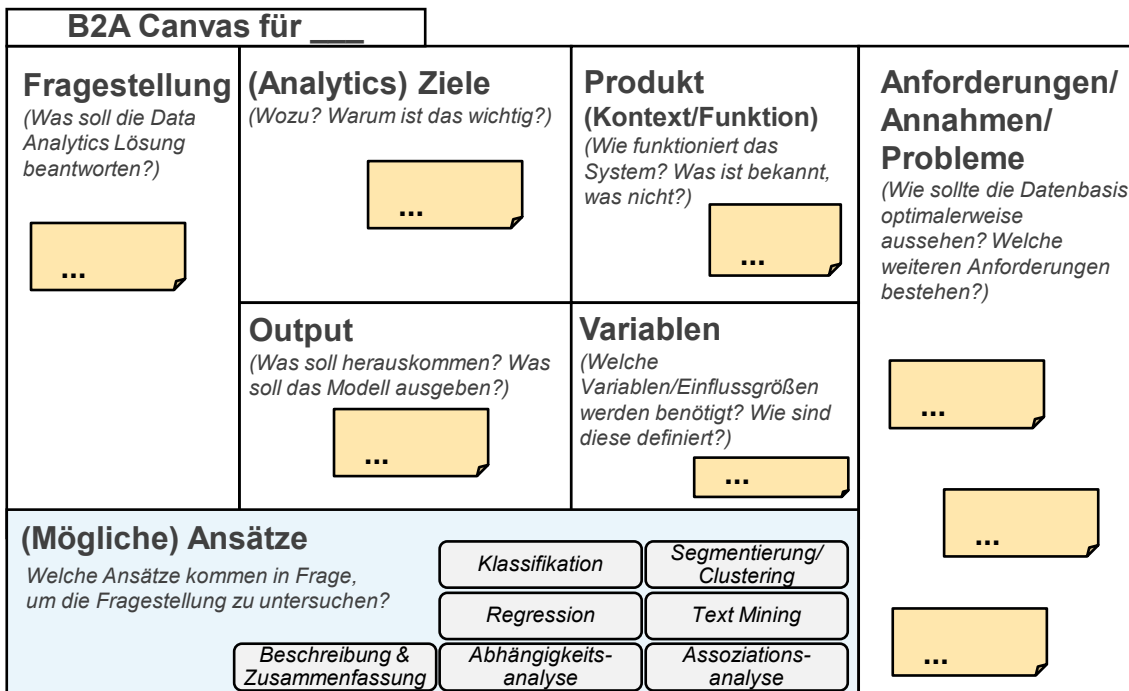 B2A Canvas für ___
Fragestellung
(Was soll die Data
Analytics Lösung
beantworten?)
...
(Analytics) Ziele
(Wozu? Warum ist das wichtig?)
...
Produkt
(Kontext/Funktion)
(Wie funktioniert das
System? Was ist bekannt,
was nicht?)
...
Anforderungen/
Annahmen/
Probleme
(Wie sollte die Datenbasis
optimalerweise
aussehen? Welche
weiteren Anforderungen
bestehen?)
...
...
...
Output
(Was soll herauskommen? Was
soll das Modell ausgeben?)
...
Variablen
(Welche
Variablen/Einflussgrößen
werden benötigt? Wie sind
diese definiert?)
...
(Mögliche) Ansätze
Welche Ansätze kommen in Frage,
um die Fragestellung zu untersuchen?
Klassifikation
Segmentierung/
Clustering
Regression
Text Mining
Beschreibung &
Zusammenfassung
Abhängigkeits-
analyse
Assoziations-
analyse